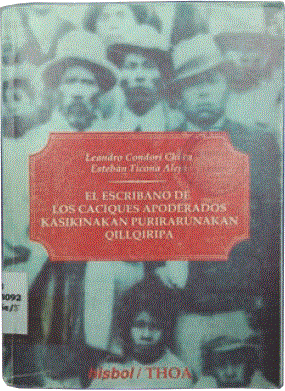 Leandro Condori Chura
Esteban Ticona Alejo
EL ESCRIBANO DE
LOS CACIQUES APODERADOS
KASIKINAKAN PURIRARUNAKAN
QILLQIRIPA
hisbol / THOA